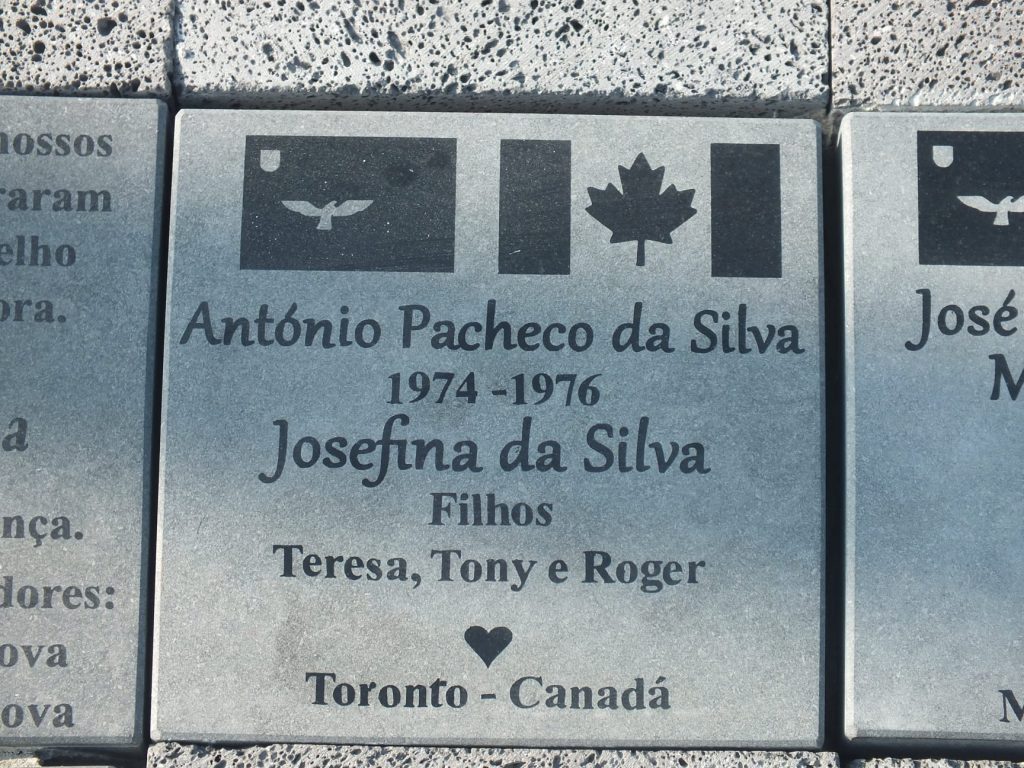 nossos
raram
elho
ora.
a
nça.
dores:
ova
ova
António Pacheco da Silva
1974 -1976
Josefina da Silva
Filhos
Teresa, Tony e Roger
Toronto - Canadá
José
M
M